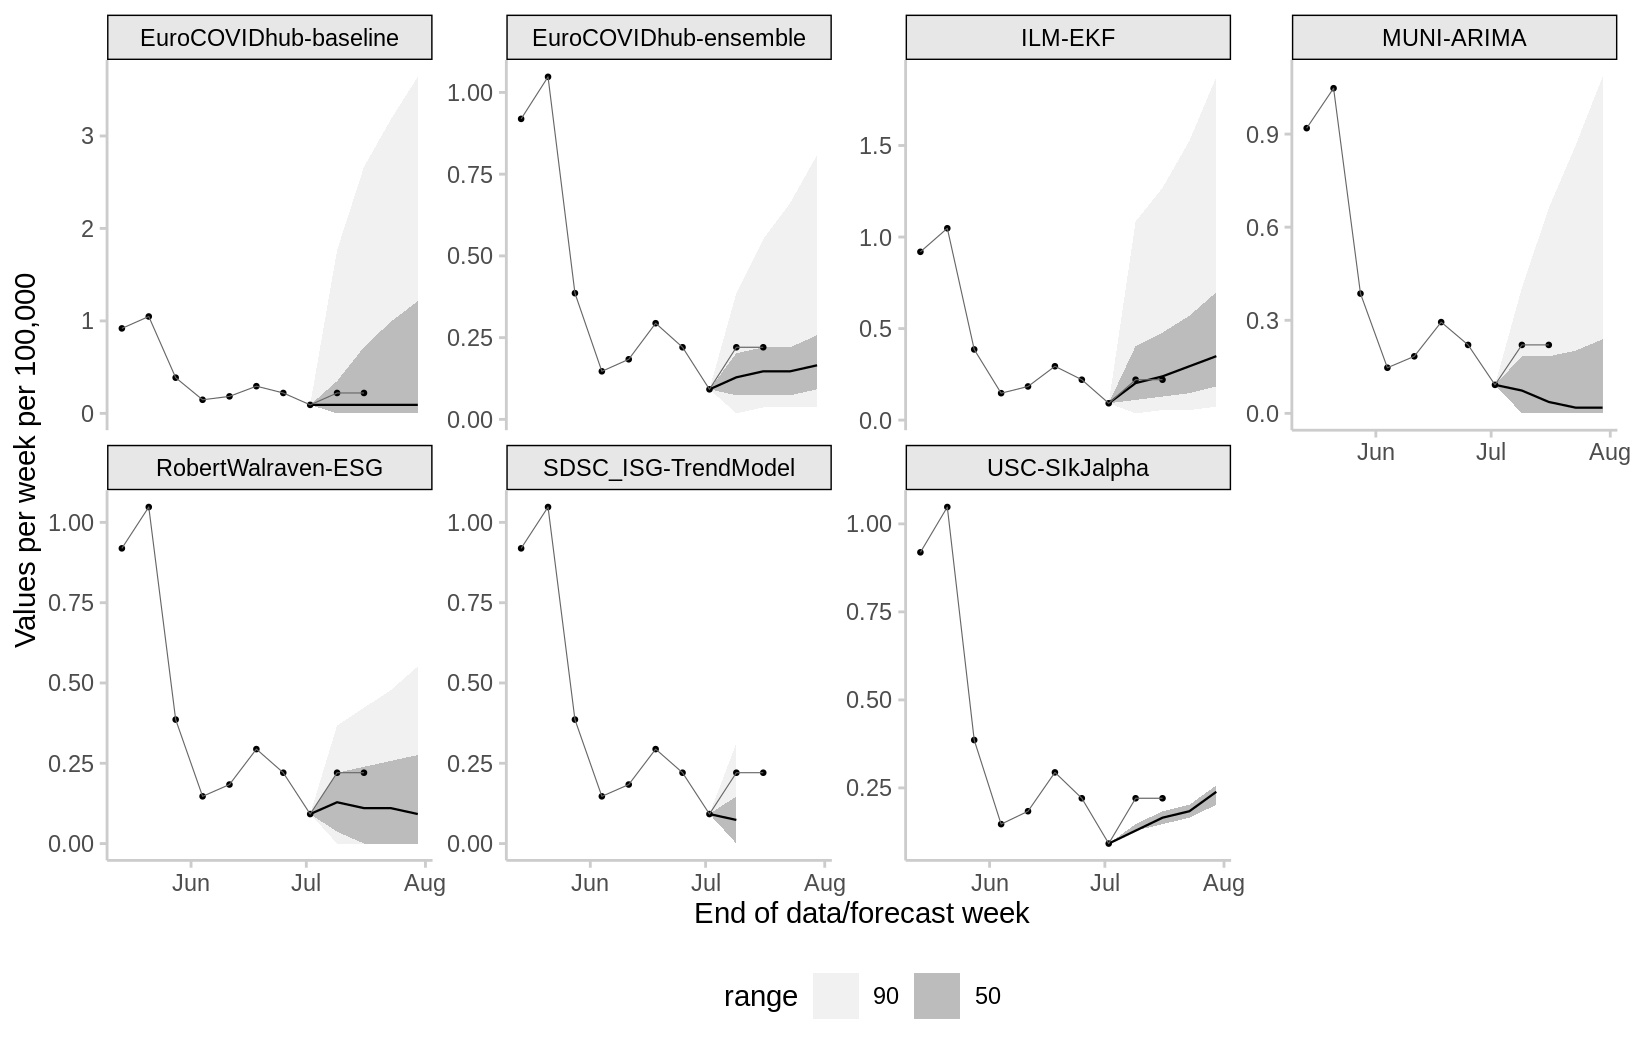 EuroCOVIDhub-baseline
EuroCOVIDhub-ensemble
ILM-EKF
MUNI-ARIMA
3
2
1
0
1.00
0.75
0.50
0.25
0.00
1.5
1.0
0.5
0.0
0.9
0.6
0.3
0.0
Jun Jul Aug
Values per week per 100,000
RobertWalraven-ESG
SDSC_ISG-TrendModel
USC-SIkJalpha
1.00
0.75
0.50
0.25
0.00
1.00
0.75
0.50
0.25
0.00
1.00
0.75
0.50
0.25
Jun Jul Aug
Jun Jul Aug
Jun Jul Aug
End of data/forecast week
range 90 50